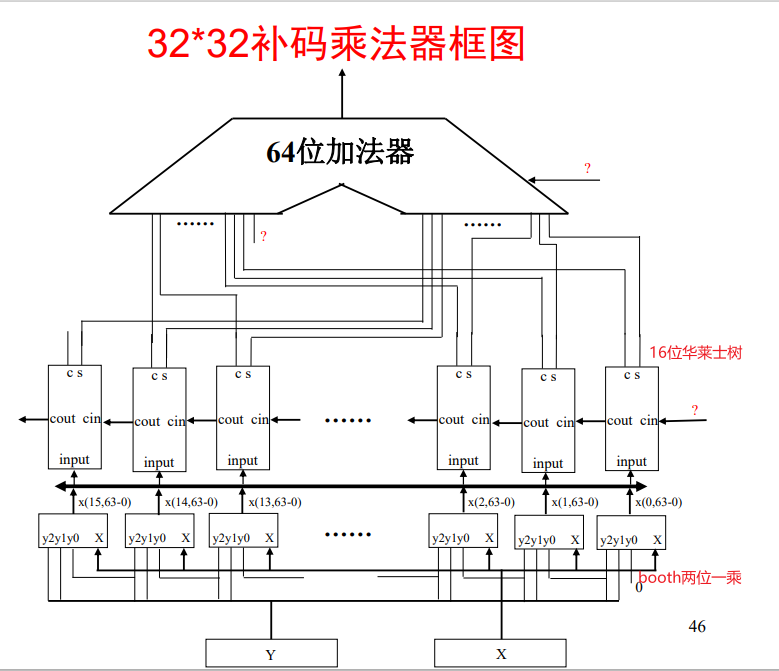 32*32补码乘法器框图
64位加法器
?
...... ......
?
16位华莱士树
c s c s c s c s c s c s
?
cout cin cout cin cout cin ...... cout cin cout cin cout cin
input input input input input input
x(15,63-0) x(14,63-0) x(13,63-0) x(2,63-0) x(1,63-0) x(0,63-0)
y2y1y0 X y2y1y0 X y2y1y0 X ...... y2y1y0 X y2y1y0 X y2y1y0 X
booth两位一乘
0
46
Y X